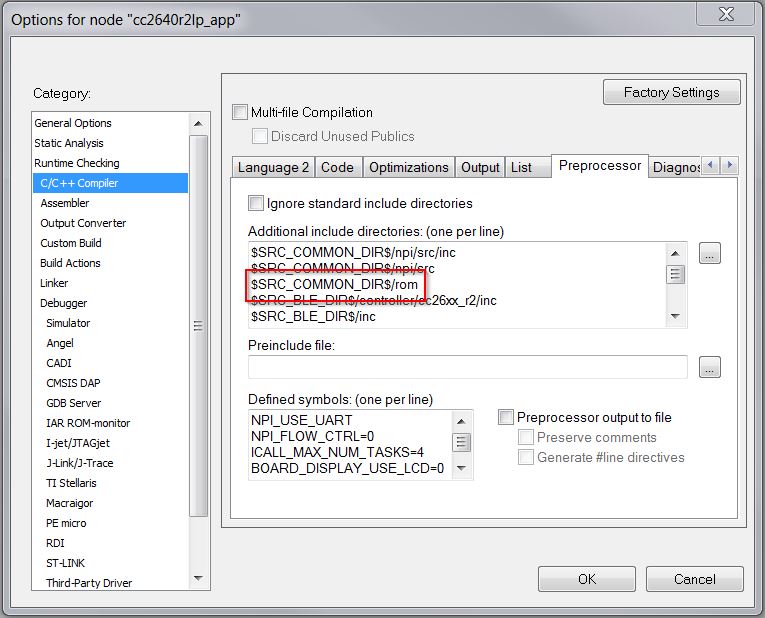 Options for node "cc2640r2lp_app"
Category:
General Options
Static Analysis
Runtime Checking
C/C++ Compiler
Assembler
Output Converter
Custom Build
Build Actions
Linker
Debugger
Simulator
Angel
CADI
CMSIS DAP
GDB Server
IAR ROM-monitor
I-jet/JTAGjet
J-Link/J-Trace
TI Stellaris
Macraigor
PE micro
RDI
ST-LINK
Third-Party Driver
Factory Settings
Multi-file Compilation
Discard Unused Publics
Language 2 Code Optimizations Output List Preprocessor Diagnos
Ignore standard include directories
Additional include directories: (one per line)
$SRC_COMMON_DIR$/npi/src/inc
$SRC_COMMON_DIR$/npi/src
$SRC_COMMON_DIR$/rom
$SRC_BLE_DIR$/controller/cc26xx_r2/inc
$SRC_BLE_DIR$/inc
...
Preinclude file:
...
Defined symbols: (one per line)
NPI_USE_UART
NPI_FLOW_CTRL=0
ICALL_MAX_NUM_TASKS=4
BOARD_DISPLAY_USE_LCD=0
Preprocessor output to file
Preserve comments
Generate #line directives
OK Cancel